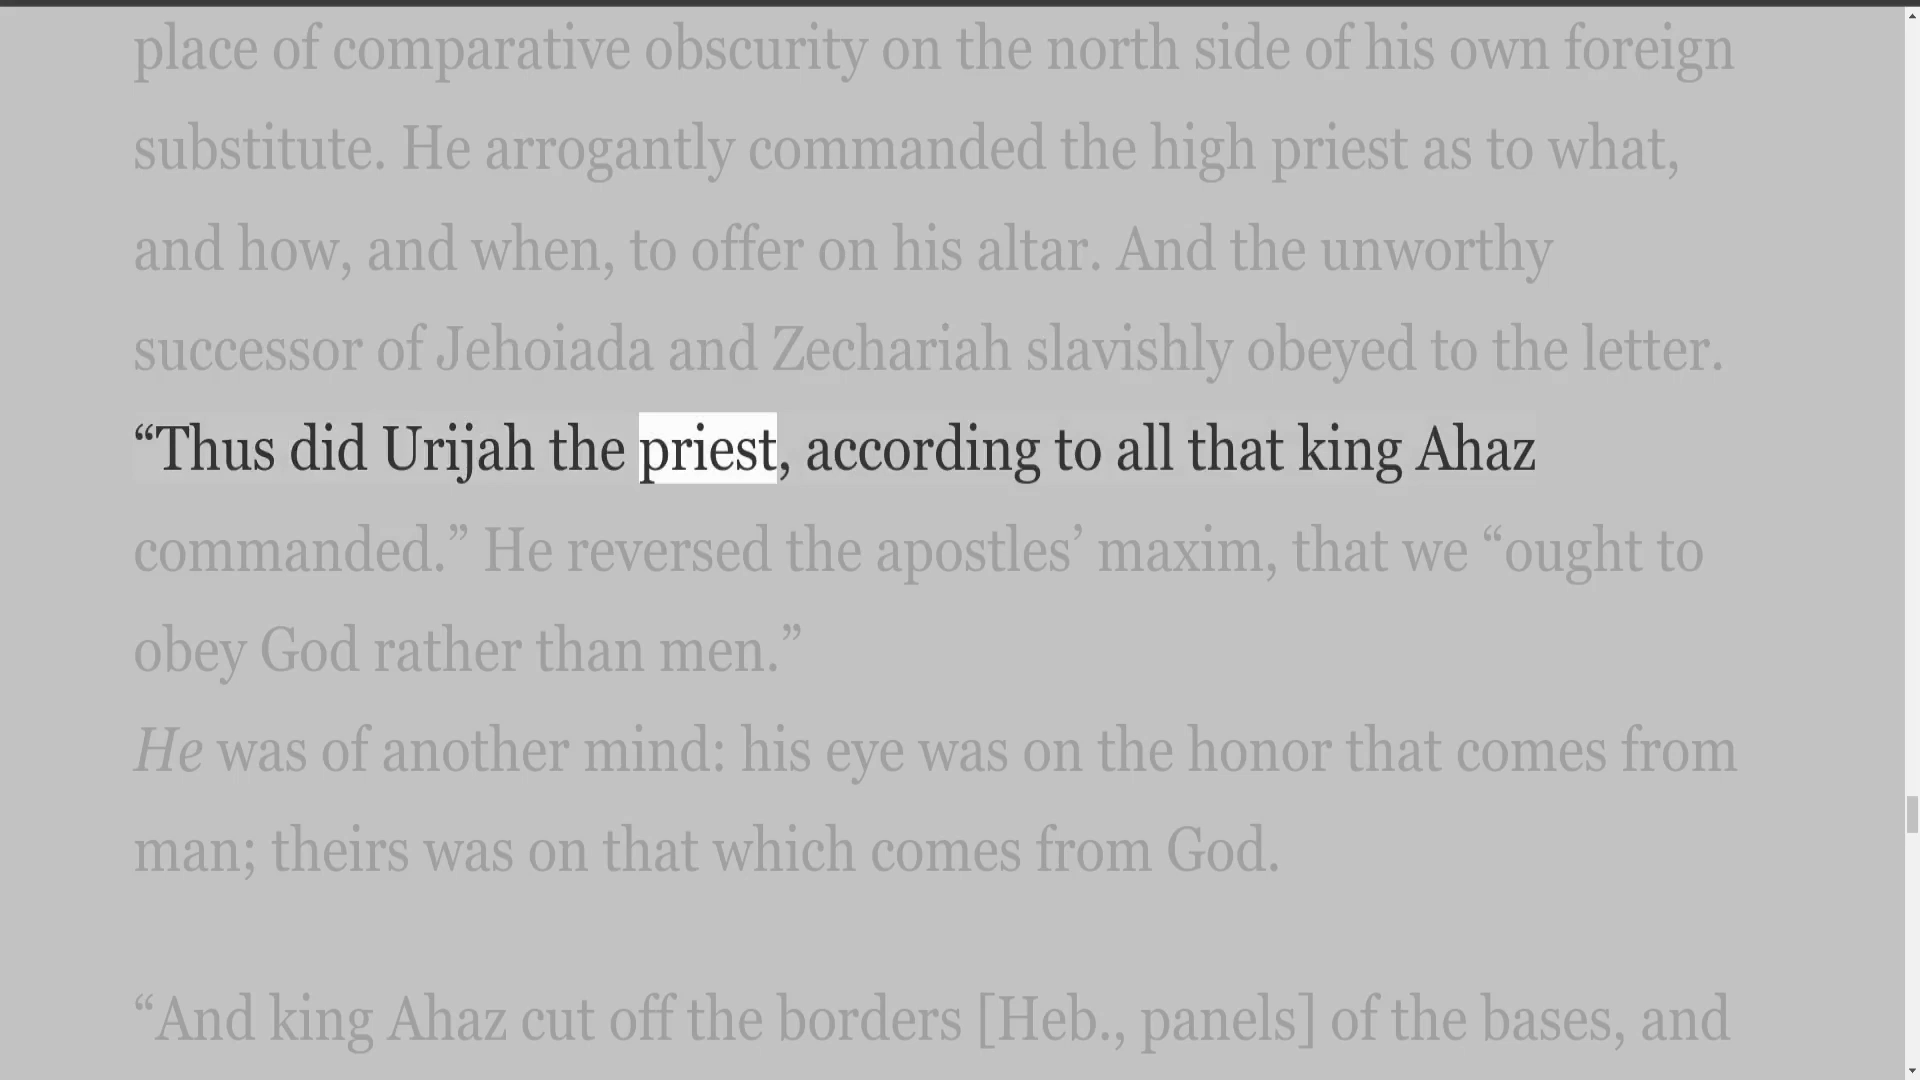 place of comparative obscurity on the north side of his own foreign
substitute. He arrogantly commanded the high priest as to what,
and how, and when, to offer on his altar. And the unworthy
successor of Jehoiada and Zechariah slavishly obeyed to the letter.
“Thus did Urijah the priest, according to all that king Ahaz
commanded.” He reversed the apostles’ maxim, that we “ought to
obey God rather than men.”
He was of another mind: his eye was on the honor that comes from
man; theirs was on that which comes from God.
“And king Ahaz cut off the borders [Heb., panels] of the bases, and